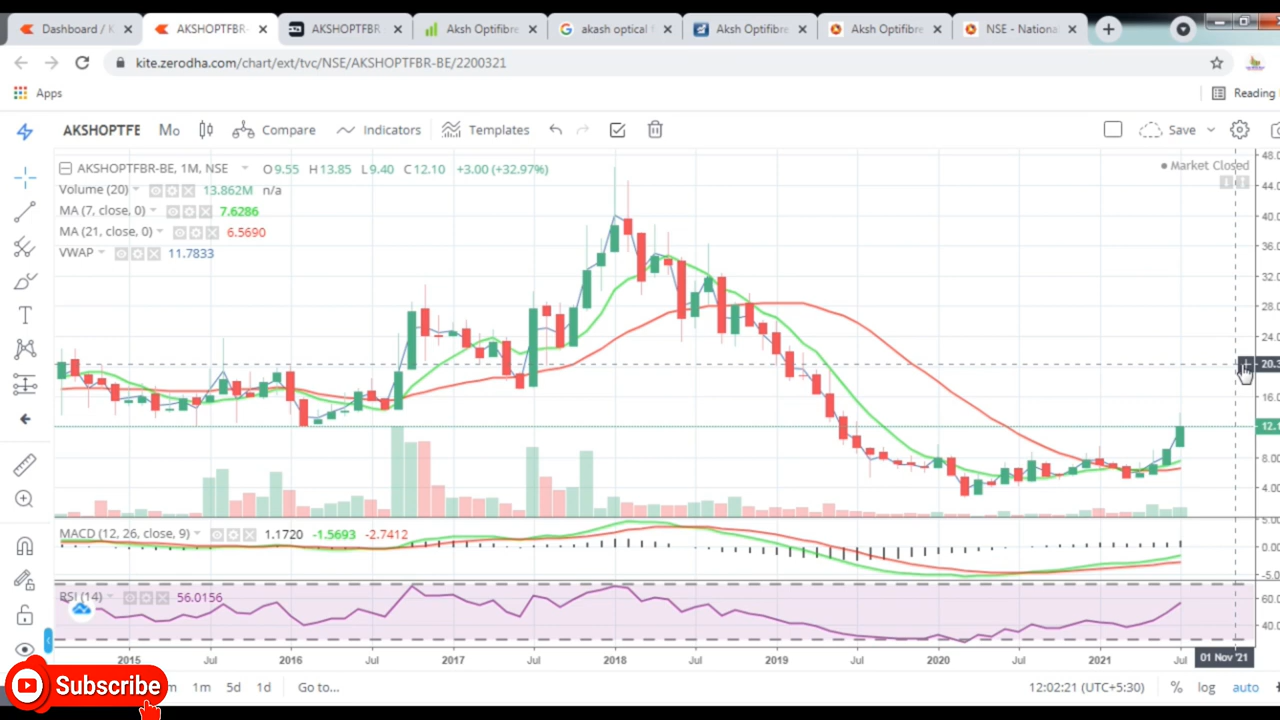 Dashboard / K
AKSHOPTFBR-
AKSHOPTFBR
Aksh Optifibre
akash optical f
Aksh Optifibre
Aksh Optifibre
NSE - Nationa
kite.zerodha.com/chart/ext/tvc/NSE/AKSHOPTFBR-BE/2200321
Apps
Reading
AKSHOPTFE Mo Compare Indicators Templates Save
AKSHOPTFBR-BE, 1M, NSE O9.55 H13.85 L9.40 C12.10 +3.00 (+32.97%)
Market Closed
Volume (20) 13.862M n/a
MA (7, close, 0) 7.6286
MA (21, close, 0) 6.5690
VWAP 11.7833
48.0
44.0
40.0
36.0
32.0
28.0
24.0
20.3
16.0
12.1
8.00
4.00
MACD (12, 26, close, 9) 1.1720 -1.5693 -2.7412
5.0
0.00
-5.0
RSI (14) 56.0156
60.0
40.0
2015 Jul 2016 Jul 2017 Jul 2018 Jul 2019 Jul 2020 Jul 2021 Jul 01 Nov '21
Subscribe
m 1m 5d 1d Go to... 12:02:21 (UTC+5:30) % log auto